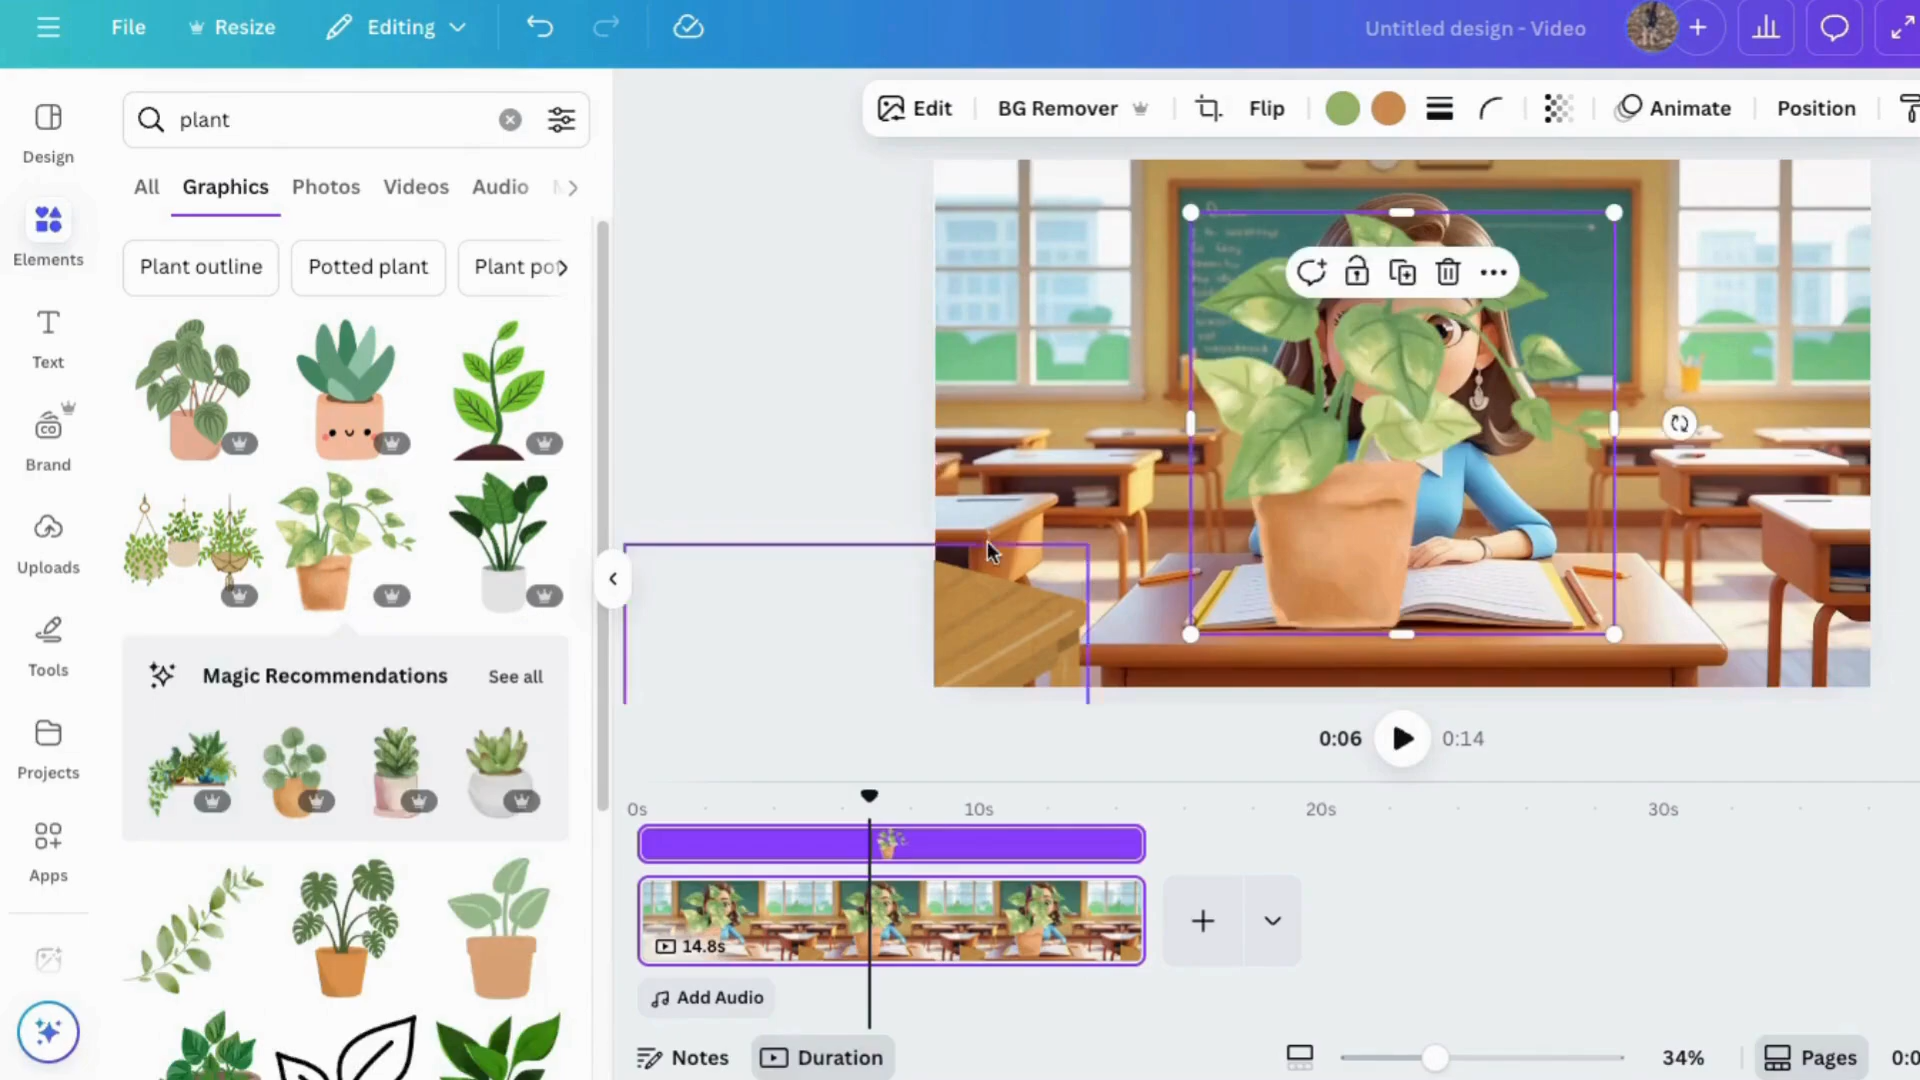 File
Resize
Editing
Untitled design - Video
Design
Elements
Text
Brand
Uploads
Tools
Projects
Apps
plant
All
Graphics
Photos
Videos
Audio
Plant outline
Potted plant
Plant po
Magic Recommendations
See all
Edit
BG Remover
Flip
Animate
Position
0:06
0:14
0s
10s
20s
30s
14.8s
Add Audio
Notes
Duration
34%
Pages
0:0